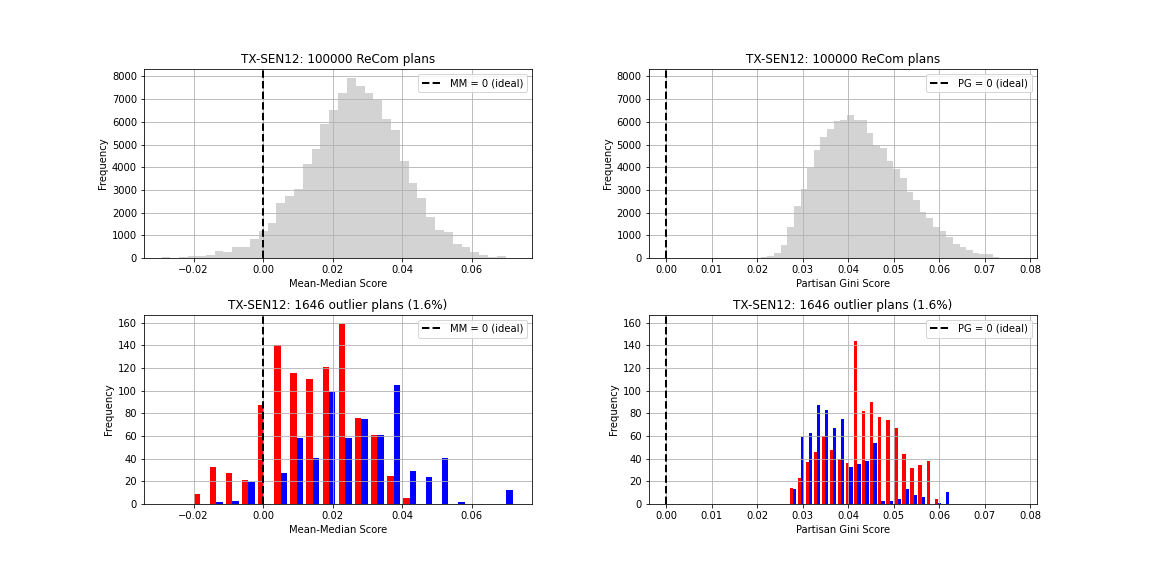 TX-SEN12: 100000 ReCom plans
8000
7000
6000
5000
4000
3000
2000
1000
0
Frequency
MM = 0 (ideal)
−0.02 0.00 0.02 0.04 0.06
Mean-Median Score
TX-SEN12: 100000 ReCom plans
8000
7000
6000
5000
4000
3000
2000
1000
0
Frequency
PG = 0 (ideal)
0.00 0.01 0.02 0.03 0.04 0.05 0.06 0.07 0.08
Partisan Gini Score
TX-SEN12: 1646 outlier plans (1.6%)
160
140
120
100
80
60
40
20
0
Frequency
MM = 0 (ideal)
−0.02 0.00 0.02 0.04 0.06
Mean-Median Score
TX-SEN12: 1646 outlier plans (1.6%)
160
140
120
100
80
60
40
20
0
Frequency
PG = 0 (ideal)
0.00 0.01 0.02 0.03 0.04 0.05 0.06 0.07 0.08
Partisan Gini Score